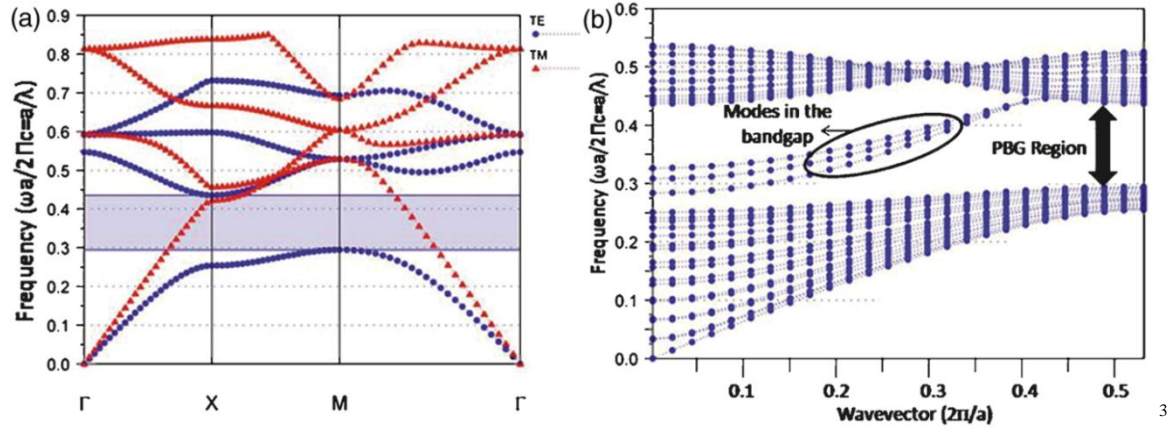 (a)
0.9
0.8
0.7
0.6
0.5
0.4
0.3
0.2
0.1
0.0
Frequency (ωa/2Πc=a/λ)
Γ
X
M
Γ
TE
TM
(b)
0.6
0.5
0.4
0.3
0.2
0.1
0.0
Frequency (ωa/2Πc=a/λ)
Modes in the
bandgap
PBG Region
0.1
0.2
0.3
0.4
0.5
Wavevector (2Π/a)
3